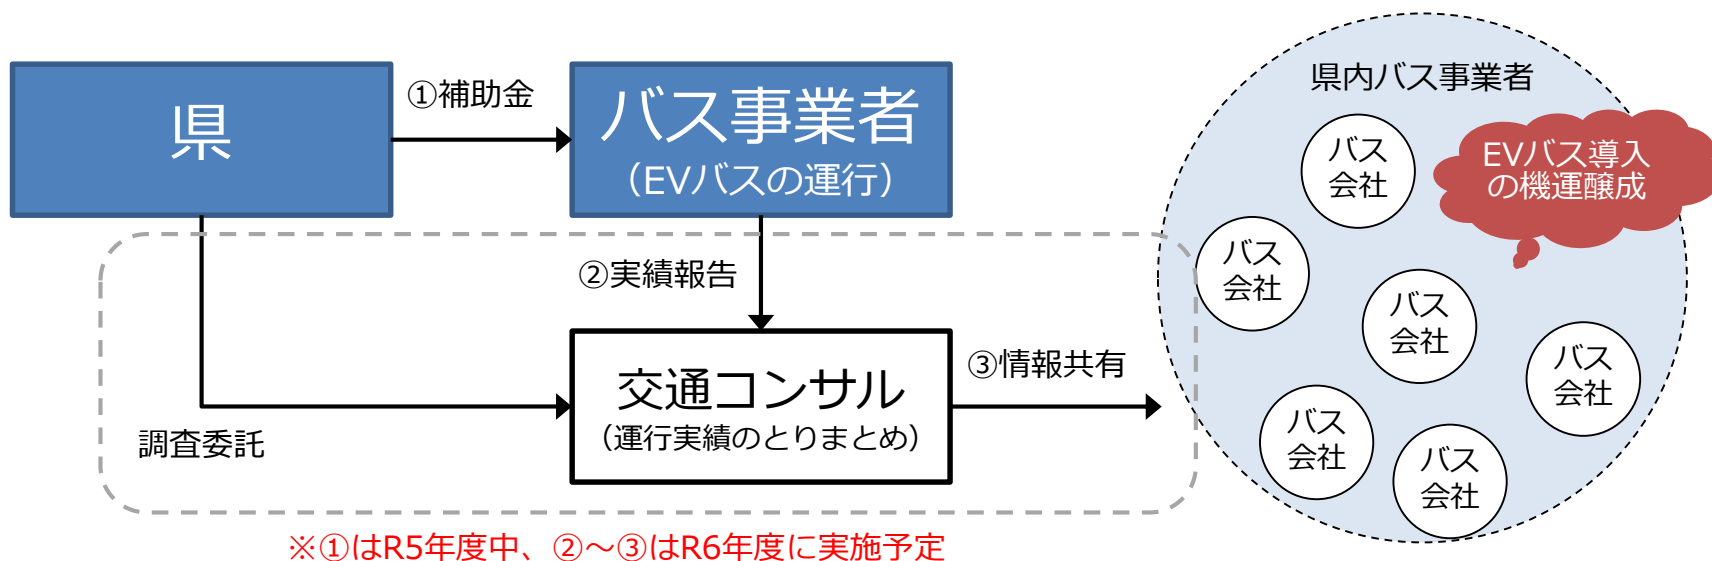 県
①補助金
バス事業者
（EVバスの運行）
②実績報告
調査委託
交通コンサル
（運行実績のとりまとめ）
③情報共有
県内バス事業者
EVバス導入
の機運醸成
バス
会社
バス
会社
バス
会社
バス
会社
バス
会社
バス
会社
※①はR5年度中、②～③はR6年度に実施予定